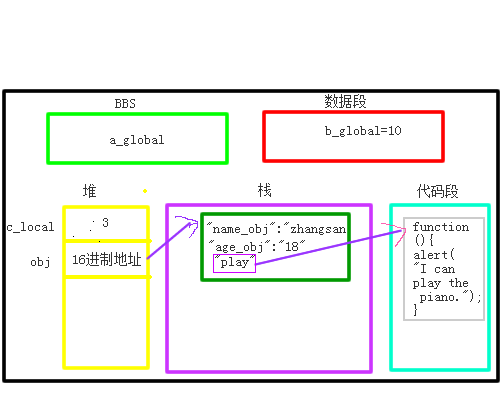 BBS
数据段
a_global
b_global=10
堆
栈
代码段
c_local
3
obj
16进制地址
"name_obj":"zhangsan
"age_obj":"18"
"play"
function
(){
alert(
"I can
play the
piano.");
}